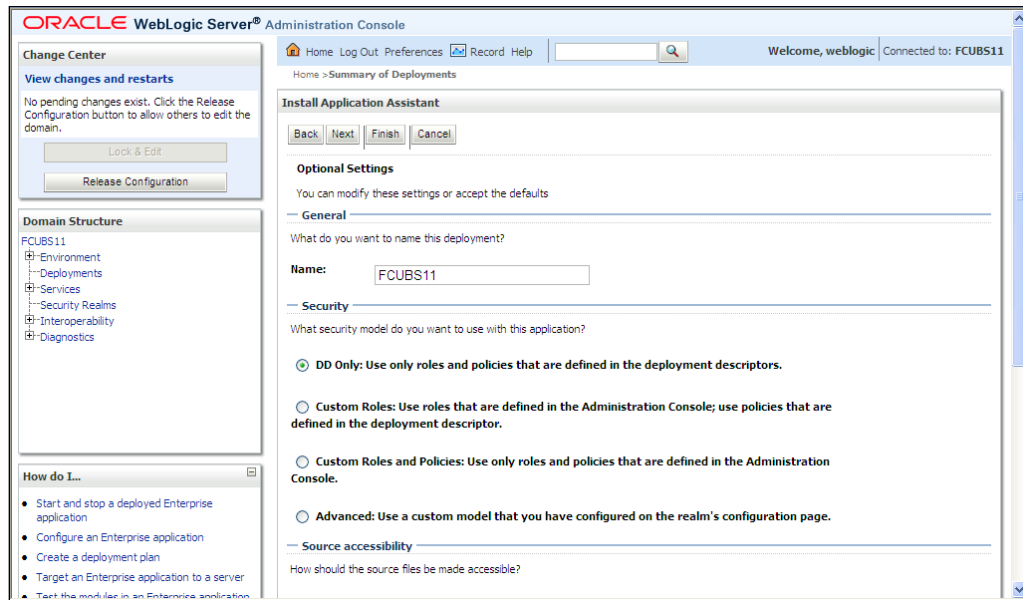 ORACLE WebLogic Server® Administration Console
Change Center
View changes and restarts
No pending changes exist. Click the Release
Configuration button to allow others to edit the
domain.
Lock & Edit
Release Configuration
Domain Structure
FCUBS11
Environment
Deployments
Services
Security Realms
Interoperability
Diagnostics
How do I...
Start and stop a deployed Enterprise
application
Configure an Enterprise application
Create a deployment plan
Target an Enterprise application to a server
Test the modules in an Enterprise application
Home Log Out Preferences Record Help
Welcome, weblogic Connected to: FCUBS11
Home >Summary of Deployments
Install Application Assistant
Back Next Finish Cancel
Optional Settings
You can modify these settings or accept the defaults
General
What do you want to name this deployment?
Name: FCUBS11
Security
What security model do you want to use with this application?
DD Only: Use only roles and policies that are defined in the deployment descriptors.
Custom Roles: Use roles that are defined in the Administration Console; use policies that are
defined in the deployment descriptor.
Custom Roles and Policies: Use only roles and policies that are defined in the Administration
Console.
Advanced: Use a custom model that you have configured on the realm's configuration page.
Source accessibility
How should the source files be made accessible?